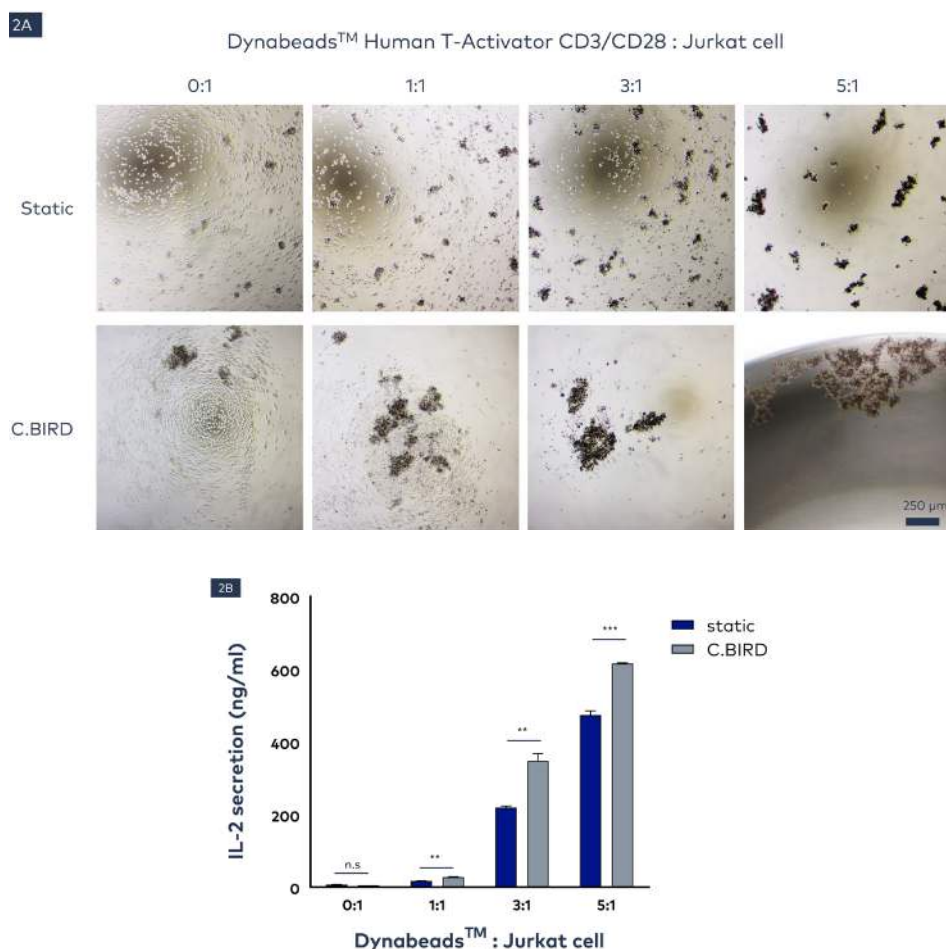 2A
Dynabeads™ Human T-Activator CD3/CD28 : Jurkat cell
0:1 1:1 3:1 5:1
Static
C.BIRD
250 µm
2B
IL-2 secretion (ng/ml)
800
600
400
200
0
n.s
**
**
***
static
C.BIRD
0:1 1:1 3:1 5:1
Dynabeads™ : Jurkat cell